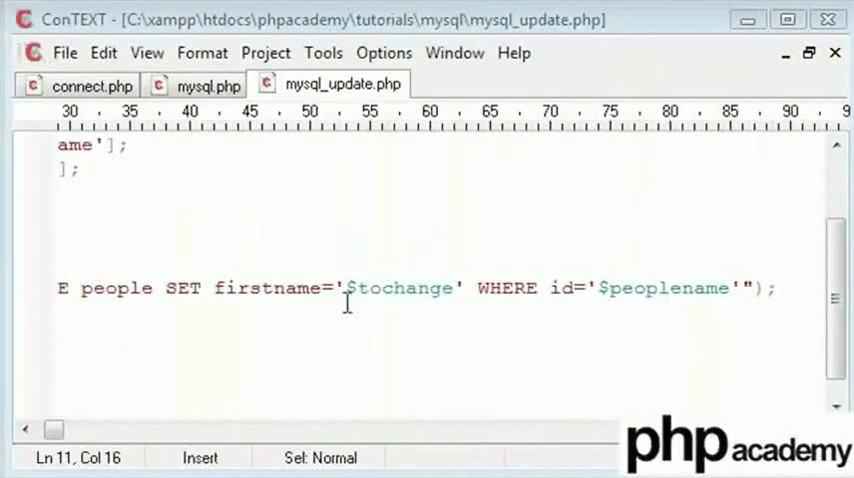 ConTEXT - [C:\xampp\htdocs\phpacademy\tutorials\mysql\mysql_update.php]
File Edit View Format Project Tools Options Window Help
connect.php mysql.php mysql_update.php
30 35 40 45 50 55 60 65 70 75 80 85 90 9
ame'];
];
E people SET firstname='$tochange' WHERE id='$peoplename'");
Ln 11, Col 16 Insert Sel: Normal
php academy